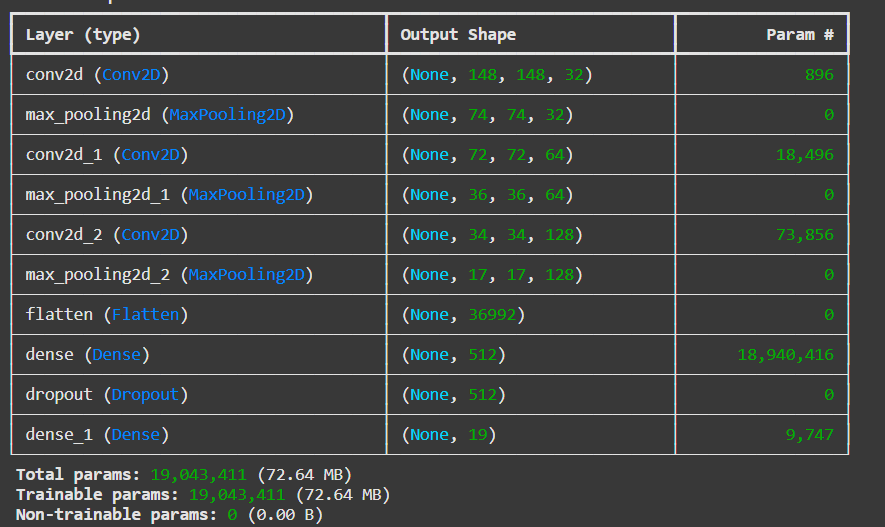 Layer (type) Output Shape Param #
conv2d (Conv2D) (None, 148, 148, 32) 896
max_pooling2d (MaxPooling2D) (None, 74, 74, 32) 0
conv2d_1 (Conv2D) (None, 72, 72, 64) 18,496
max_pooling2d_1 (MaxPooling2D) (None, 36, 36, 64) 0
conv2d_2 (Conv2D) (None, 34, 34, 128) 73,856
max_pooling2d_2 (MaxPooling2D) (None, 17, 17, 128) 0
flatten (Flatten) (None, 36992) 0
dense (Dense) (None, 512) 18,940,416
dropout (Dropout) (None, 512) 0
dense_1 (Dense) (None, 19) 9,747
Total params: 19,043,411 (72.64 MB)
Trainable params: 19,043,411 (72.64 MB)
Non-trainable params: 0 (0.00 B)